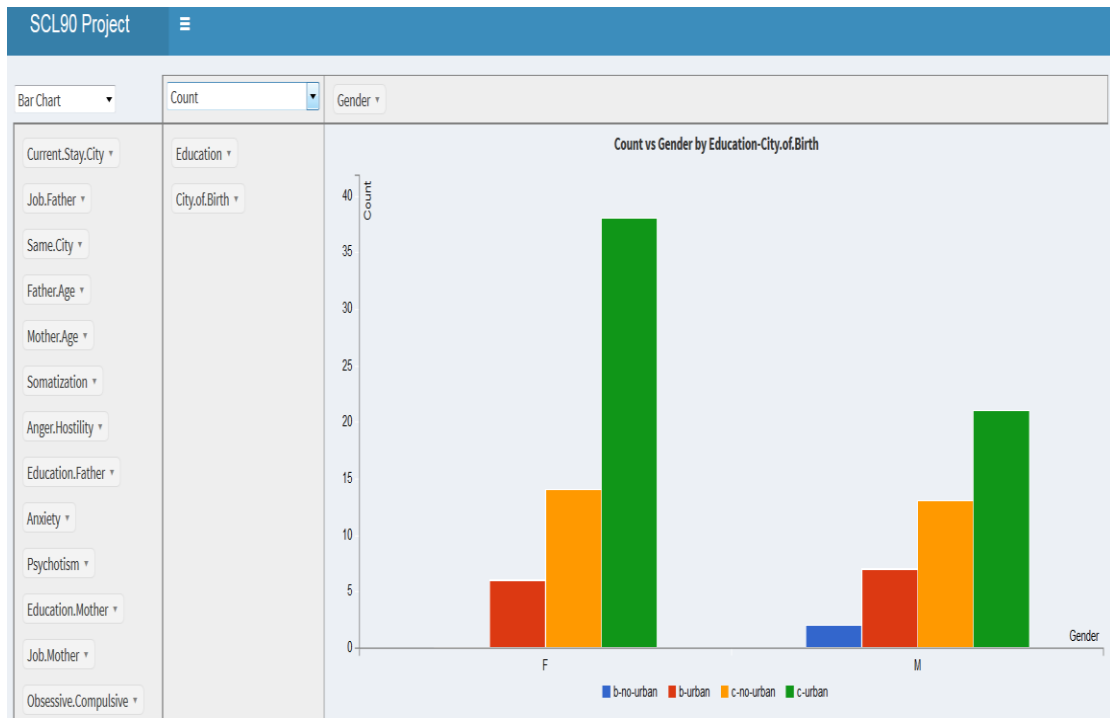 SCL90 Project
Bar Chart
Count
Gender
Current.Stay.City
Job.Father
Same.City
Father.Age
Mother.Age
Somatization
Anger.Hostility
Education.Father
Anxiety
Psychotism
Education.Mother
Job.Mother
Obsessive.Compulsive
Education
City.of.Birth
Count vs Gender by Education-City.of.Birth
Count
40
35
30
25
20
15
10
5
0
F
M
Gender
b-no-urban b-urban c-no-urban c-urban